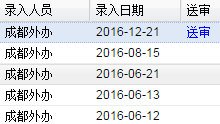 录入人员 录入日期 送审
成都外办 2016-12-21 送审
成都外办 2016-08-15
成都外办 2016-06-21
成都外办 2016-06-13
成都外办 2016-06-12